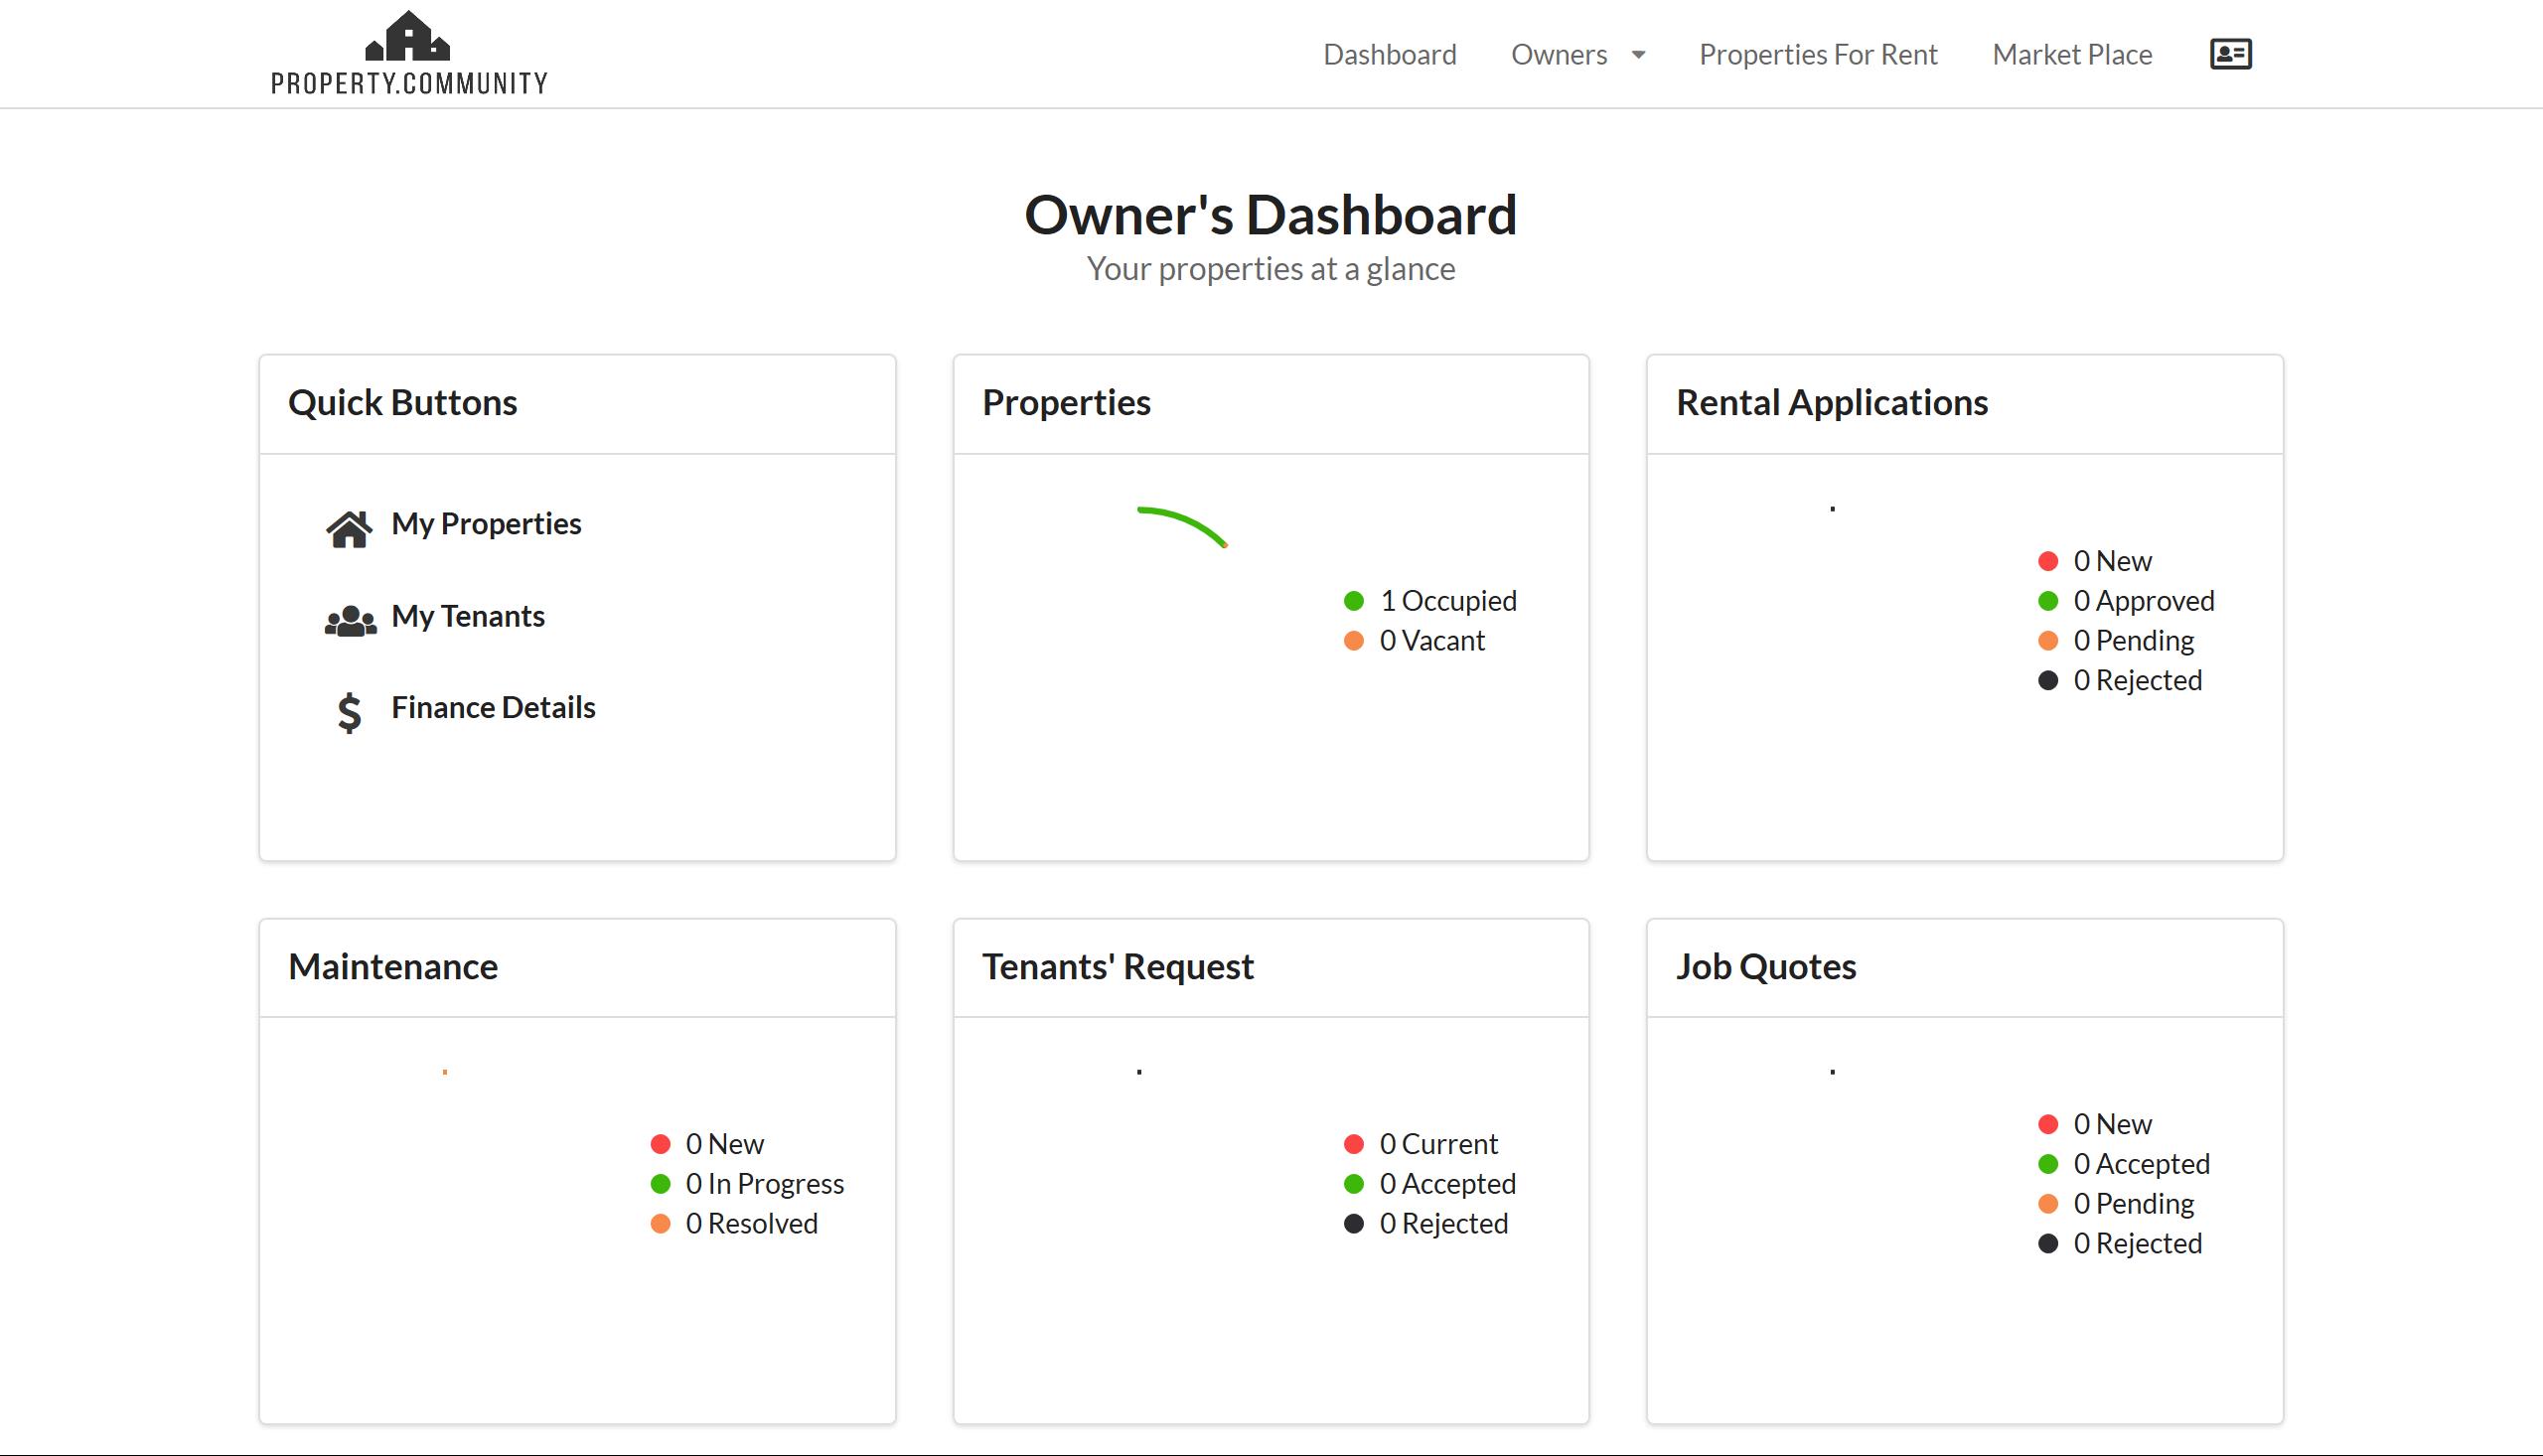 PROPERTY.COMMUNITY
Dashboard
Owners
Properties For Rent
Market Place
Owner's Dashboard
Your properties at a glance
Quick Buttons
My Properties
My Tenants
Finance Details
Properties
1 Occupied
0 Vacant
Rental Applications
0 New
0 Approved
0 Pending
0 Rejected
Maintenance
0 New
0 In Progress
0 Resolved
Tenants' Request
0 Current
0 Accepted
0 Rejected
Job Quotes
0 New
0 Accepted
0 Pending
0 Rejected